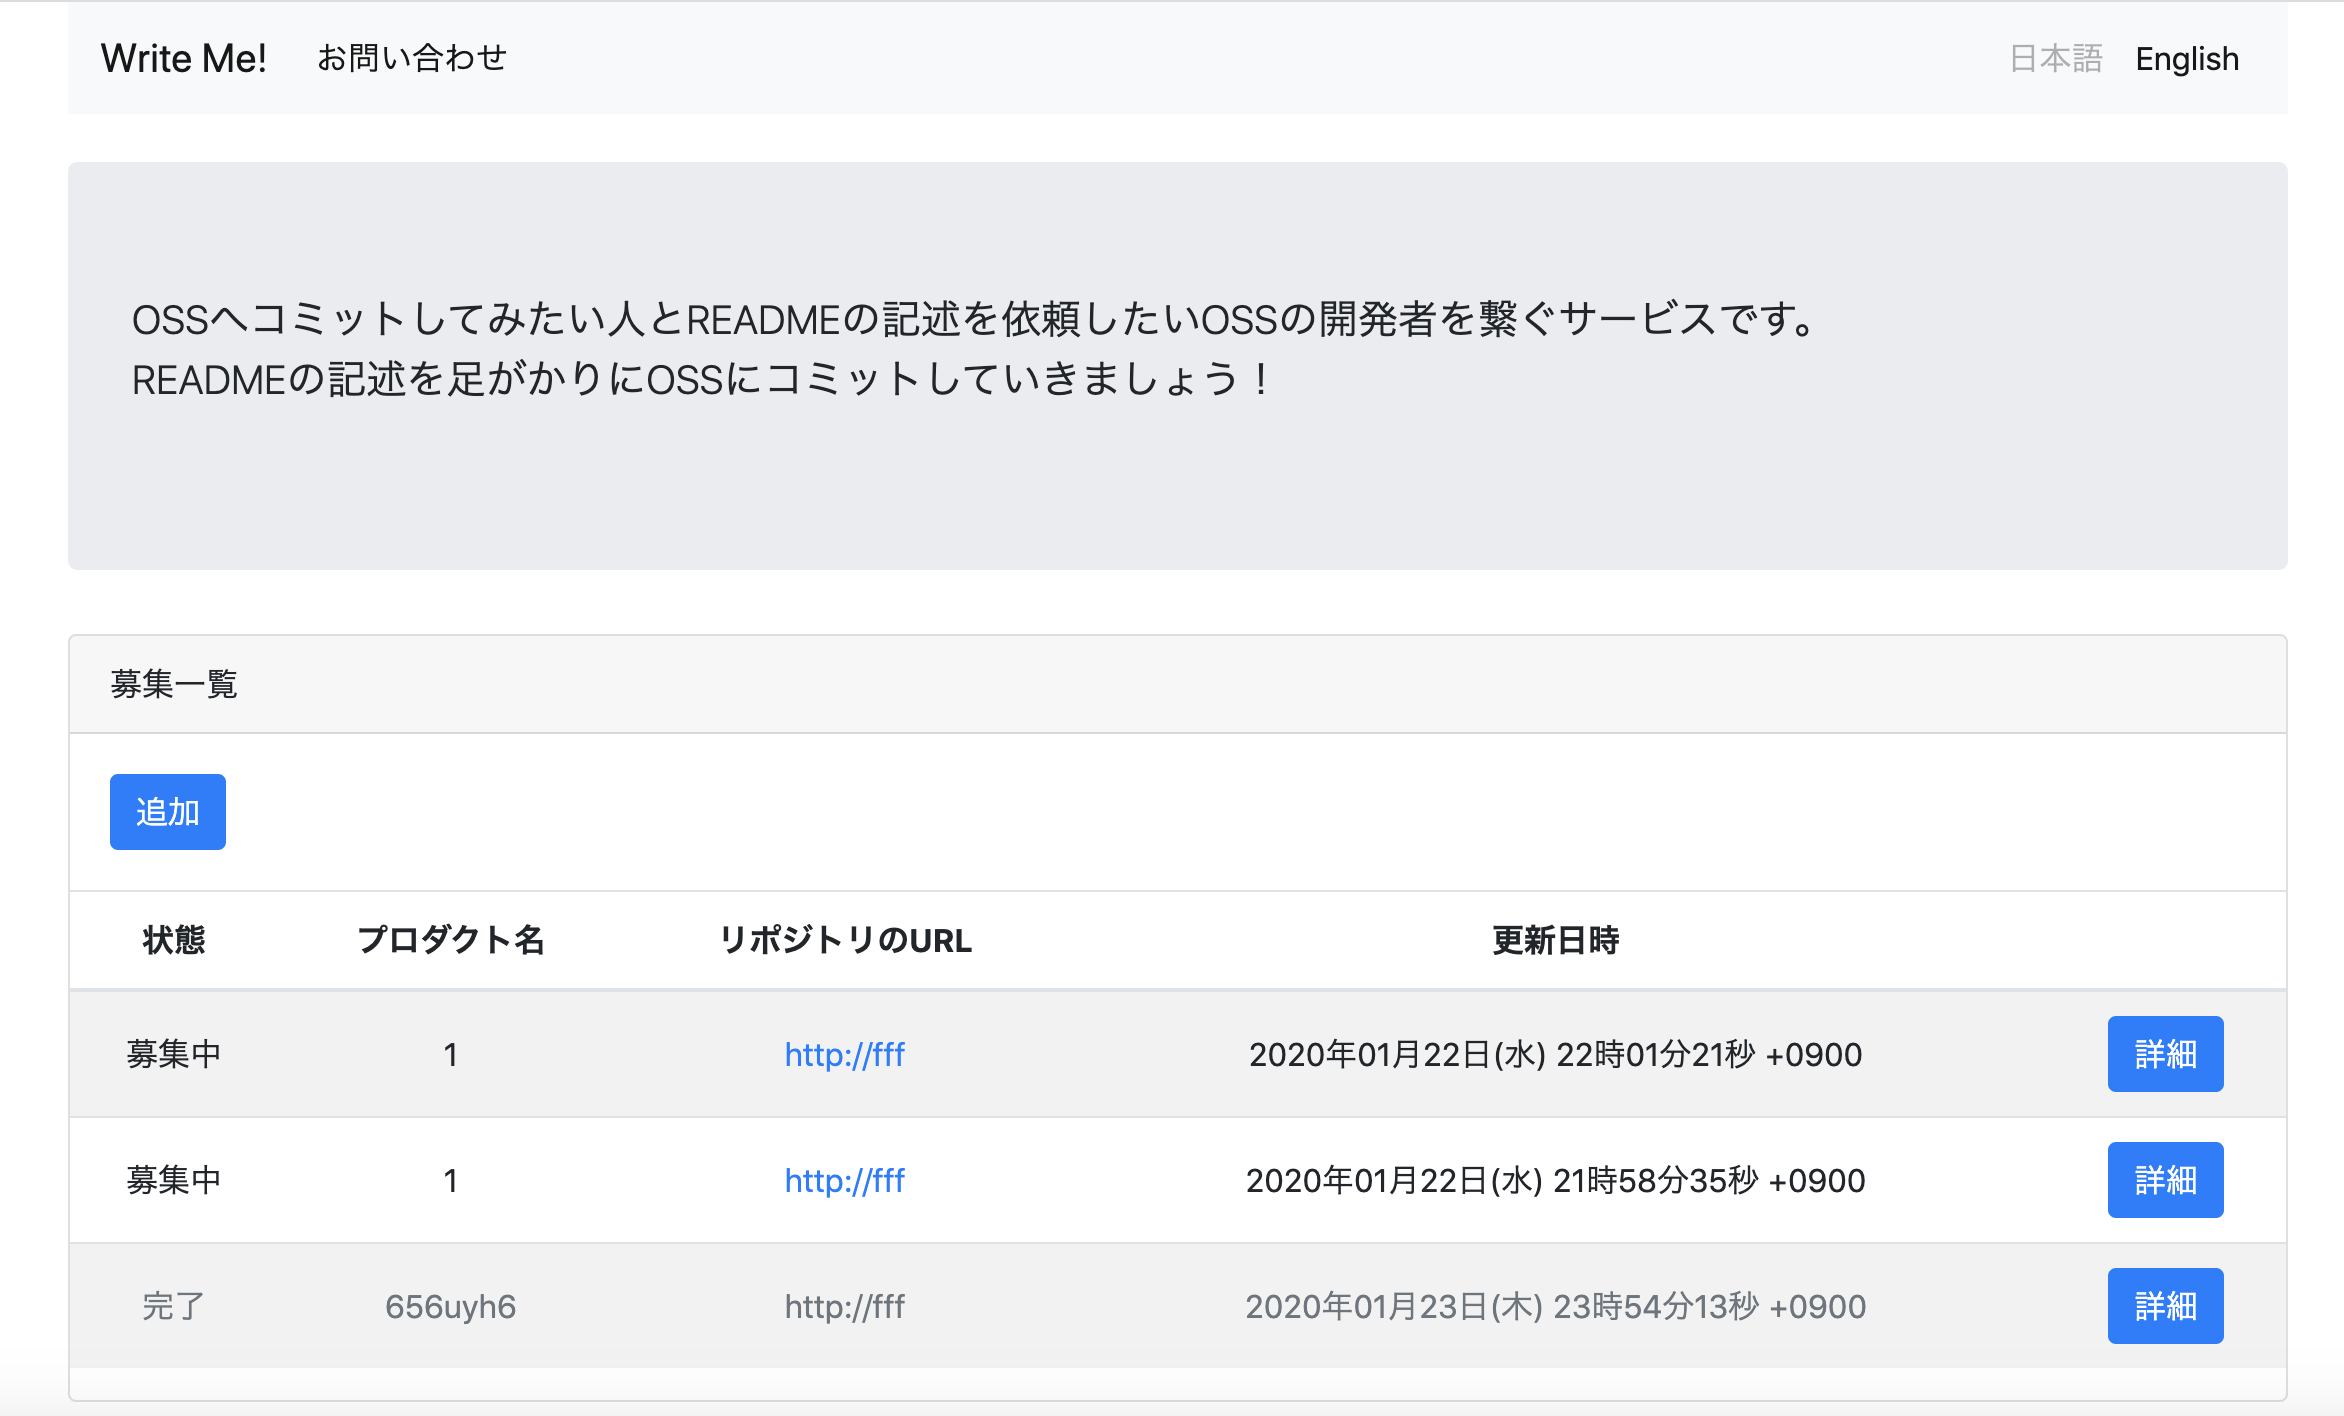 Write Me! お問い合わせ 日本語 English
OSSへコミットしてみたい人とREADMEの記述を依頼したいOSSの開発者を繋ぐサービスです。
READMEの記述を足がかりにOSSにコミットしていきましょう！
募集一覧
追加
状態 プロダクト名 リポジトリのURL 更新日時
募集中 1 http://fff 2020年01月22日(水) 22時01分21秒 +0900 詳細
募集中 1 http://fff 2020年01月22日(水) 21時58分35秒 +0900 詳細
完了 656uyh6 http://fff 2020年01月23日(木) 23時54分13秒 +0900 詳細